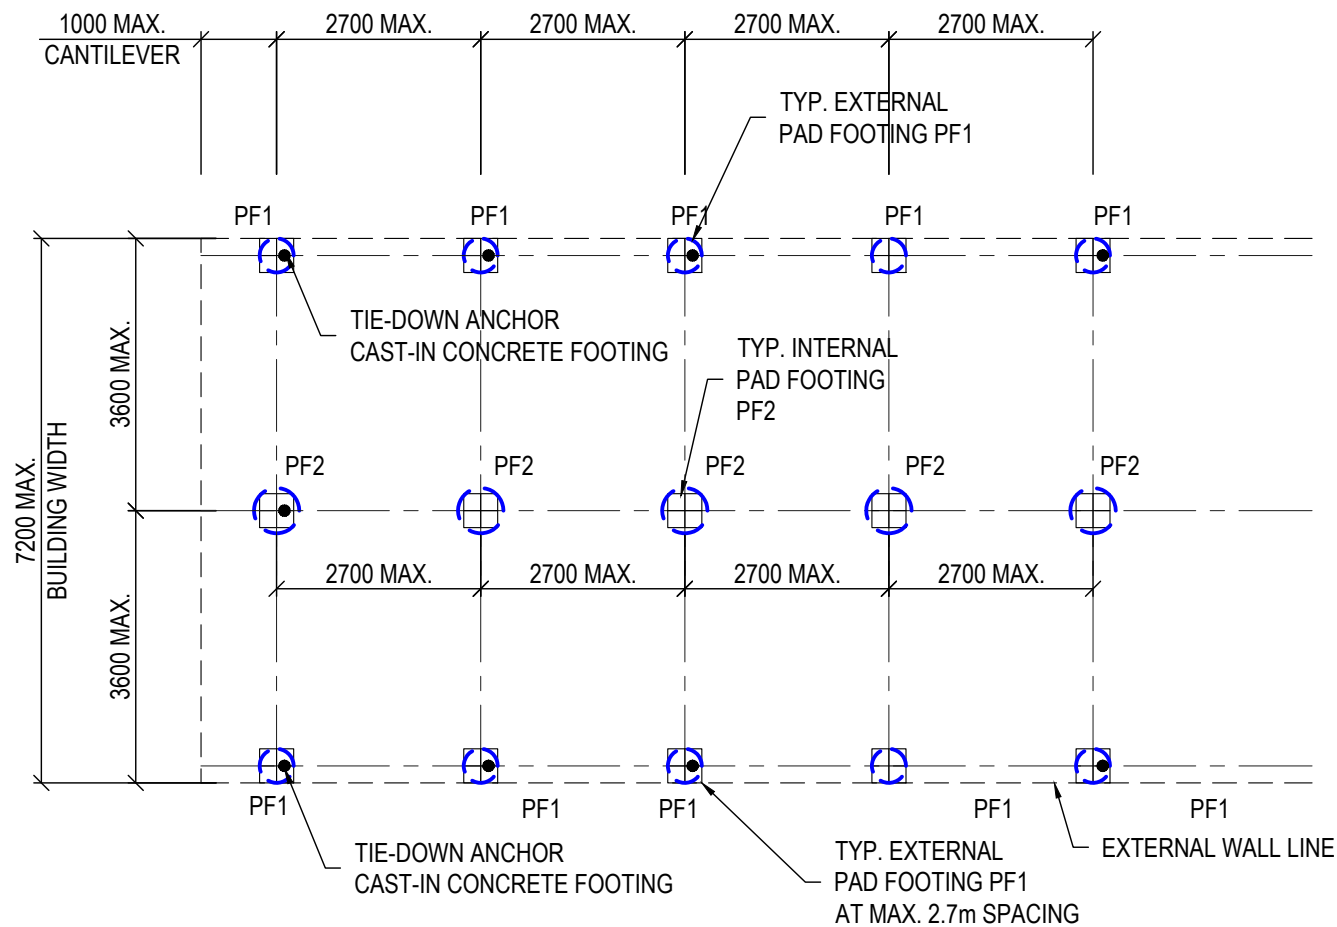 1000 MAX.
CANTILEVER
2700 MAX.
2700 MAX.
2700 MAX.
2700 MAX.
TYP. EXTERNAL
PAD FOOTING PF1
PF1
PF1
PF1
PF1
PF1
TIE-DOWN ANCHOR
CAST-IN CONCRETE FOOTING
TYP. INTERNAL
PAD FOOTING
PF2
3600 MAX.
7200 MAX.
BUILDING WIDTH
PF2
PF2
PF2
PF2
PF2
2700 MAX.
2700 MAX.
2700 MAX.
2700 MAX.
3600 MAX.
PF1
PF1
PF1
PF1
PF1
TIE-DOWN ANCHOR
CAST-IN CONCRETE FOOTING
TYP. EXTERNAL
PAD FOOTING PF1
AT MAX. 2.7m SPACING
EXTERNAL WALL LINE